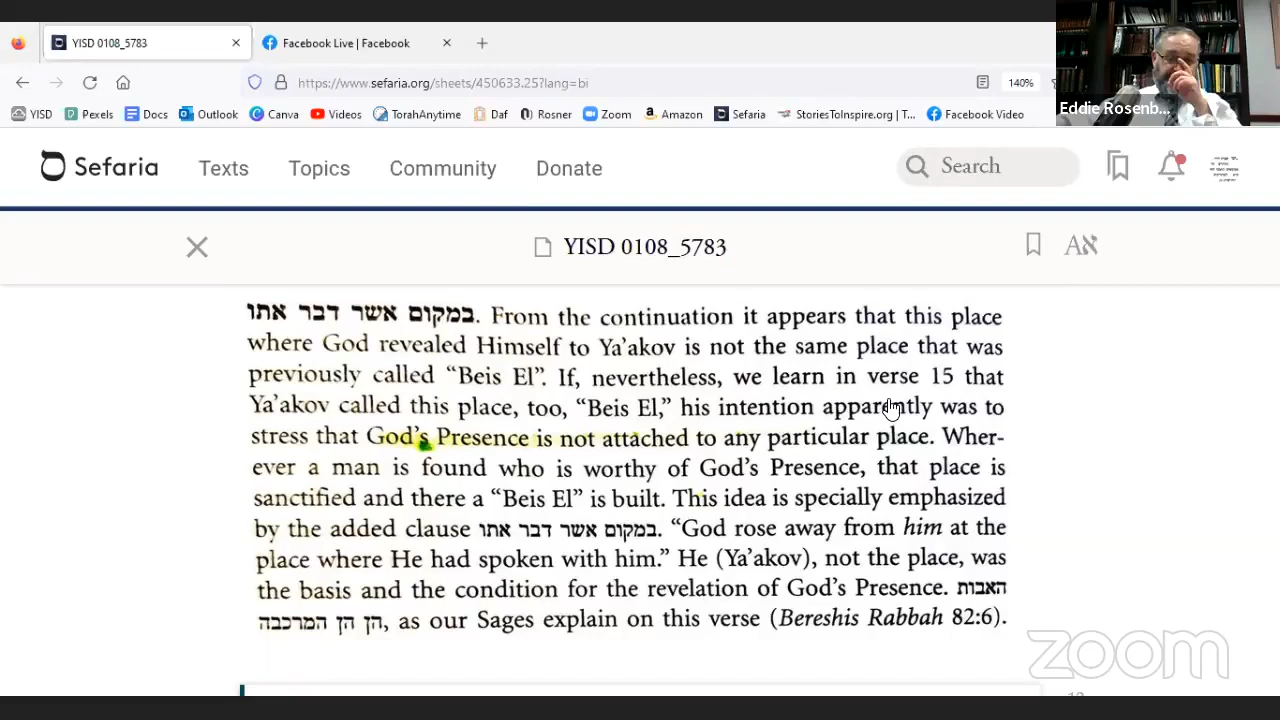 YISD 0108_5783
Facebook Live | Facebook
https://www.sefaria.org/sheets/450633.25?lang=bi
140%
YISD Pexels Docs Outlook Canva Videos TorahAnytime Daf Rosner Zoom Amazon Sefaria StoriesToInspire.org | T... Facebook Video
Eddie Rosenb...
Sefaria Texts Topics Community Donate Search
YISD 0108_5783
במקום אשר דבר אתו. From the continuation it appears that this place
where God revealed Himself to Ya’akov is not the same place that was
previously called “Beis El”. If, nevertheless, we learn in verse 15 that
Ya’akov called this place, too, “Beis El,” his intention apparently was to
stress that God’s Presence is not attached to any particular place. Wher-
ever a man is found who is worthy of God’s Presence, that place is
sanctified and there a “Beis El” is built. This idea is specially emphasized
by the added clause במקום אשר דבר אתו. “God rose away from him at the
place where He had spoken with him.” He (Ya’akov), not the place, was
the basis and the condition for the revelation of God’s Presence. האבות
הן הן המרכבה, as our Sages explain on this verse (Bereshis Rabbah 82:6).
zoom